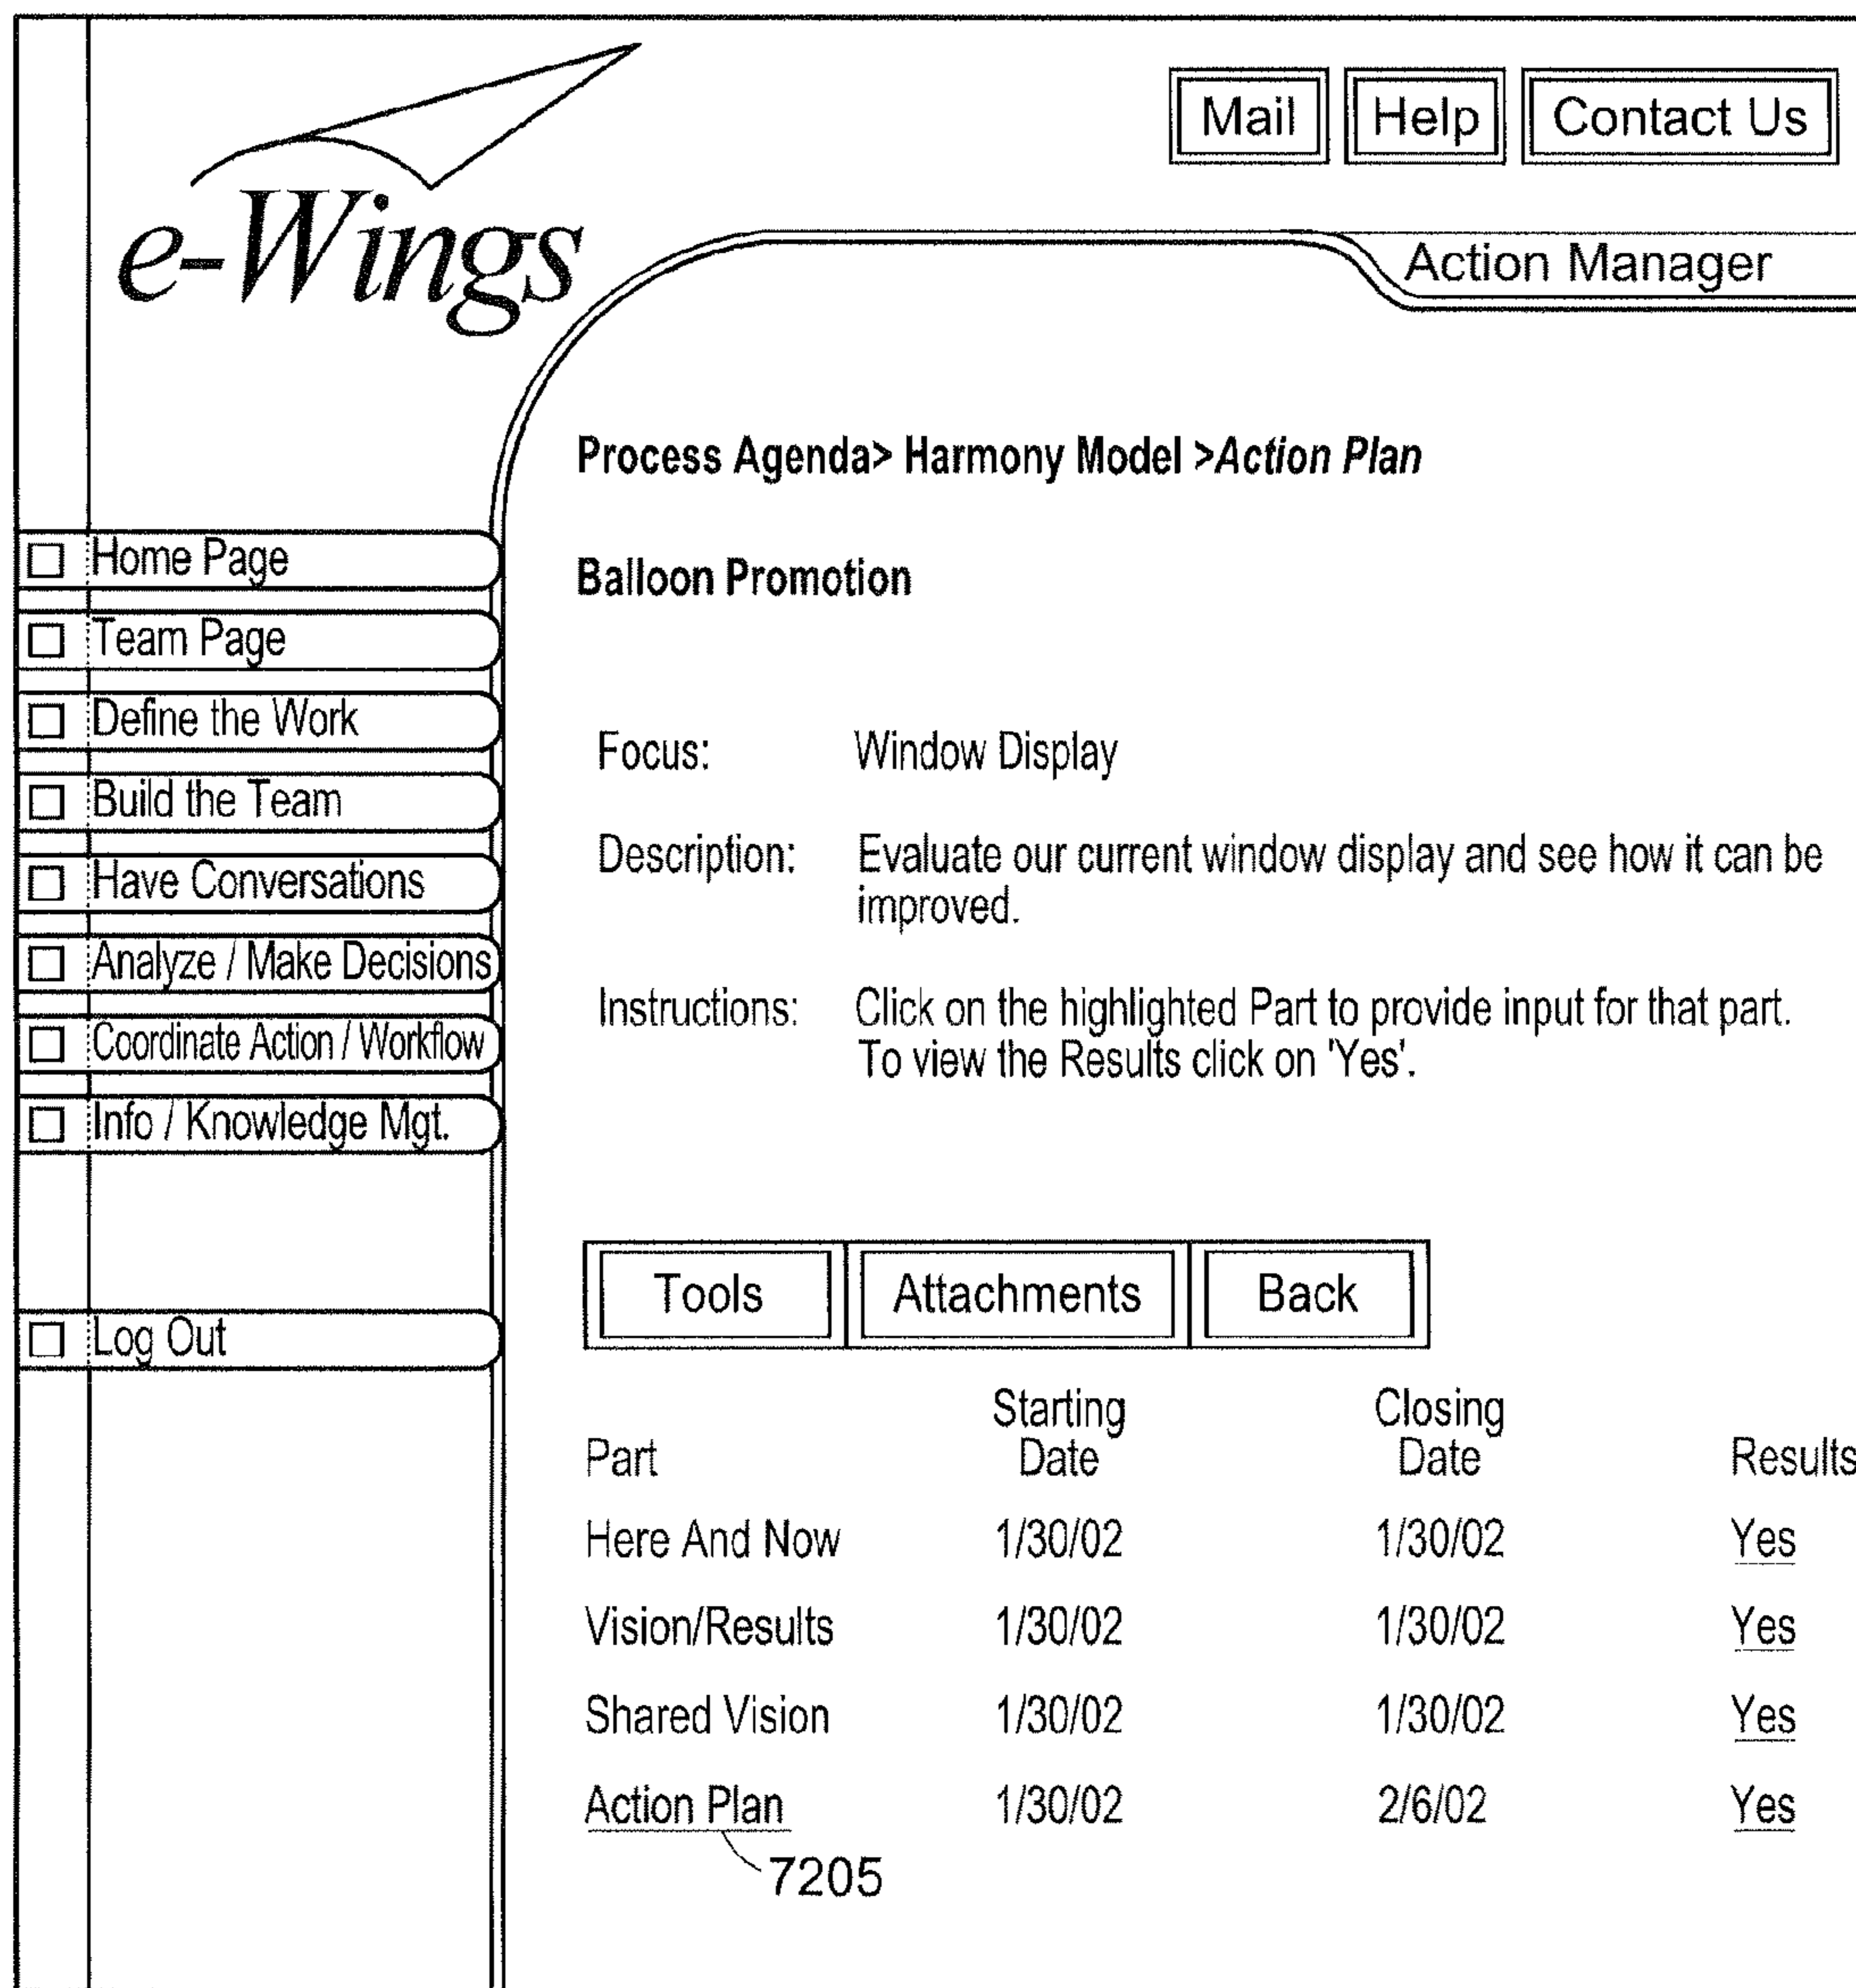 Mail Help Contact Us
e-Wings
Action Manager
Process Agenda> Harmony Model >Action Plan
Balloon Promotion
Home Page
Team Page
Define the Work
Build the Team
Have Conversations
Analyze / Make Decisions
Coordinate Action / Workflow
Info / Knowledge Mgt.
Log Out
Focus: Window Display
Description: Evaluate our current window display and see how it can be
improved.
Instructions: Click on the highlighted Part to provide input for that part.
To view the Results click on 'Yes'.
Tools Attachments Back
Starting Closing
Part Date Date Results
Here And Now 1/30/02 1/30/02 Yes
Vision/Results 1/30/02 1/30/02 Yes
Shared Vision 1/30/02 1/30/02 Yes
Action Plan 1/30/02 2/6/02 Yes
7205